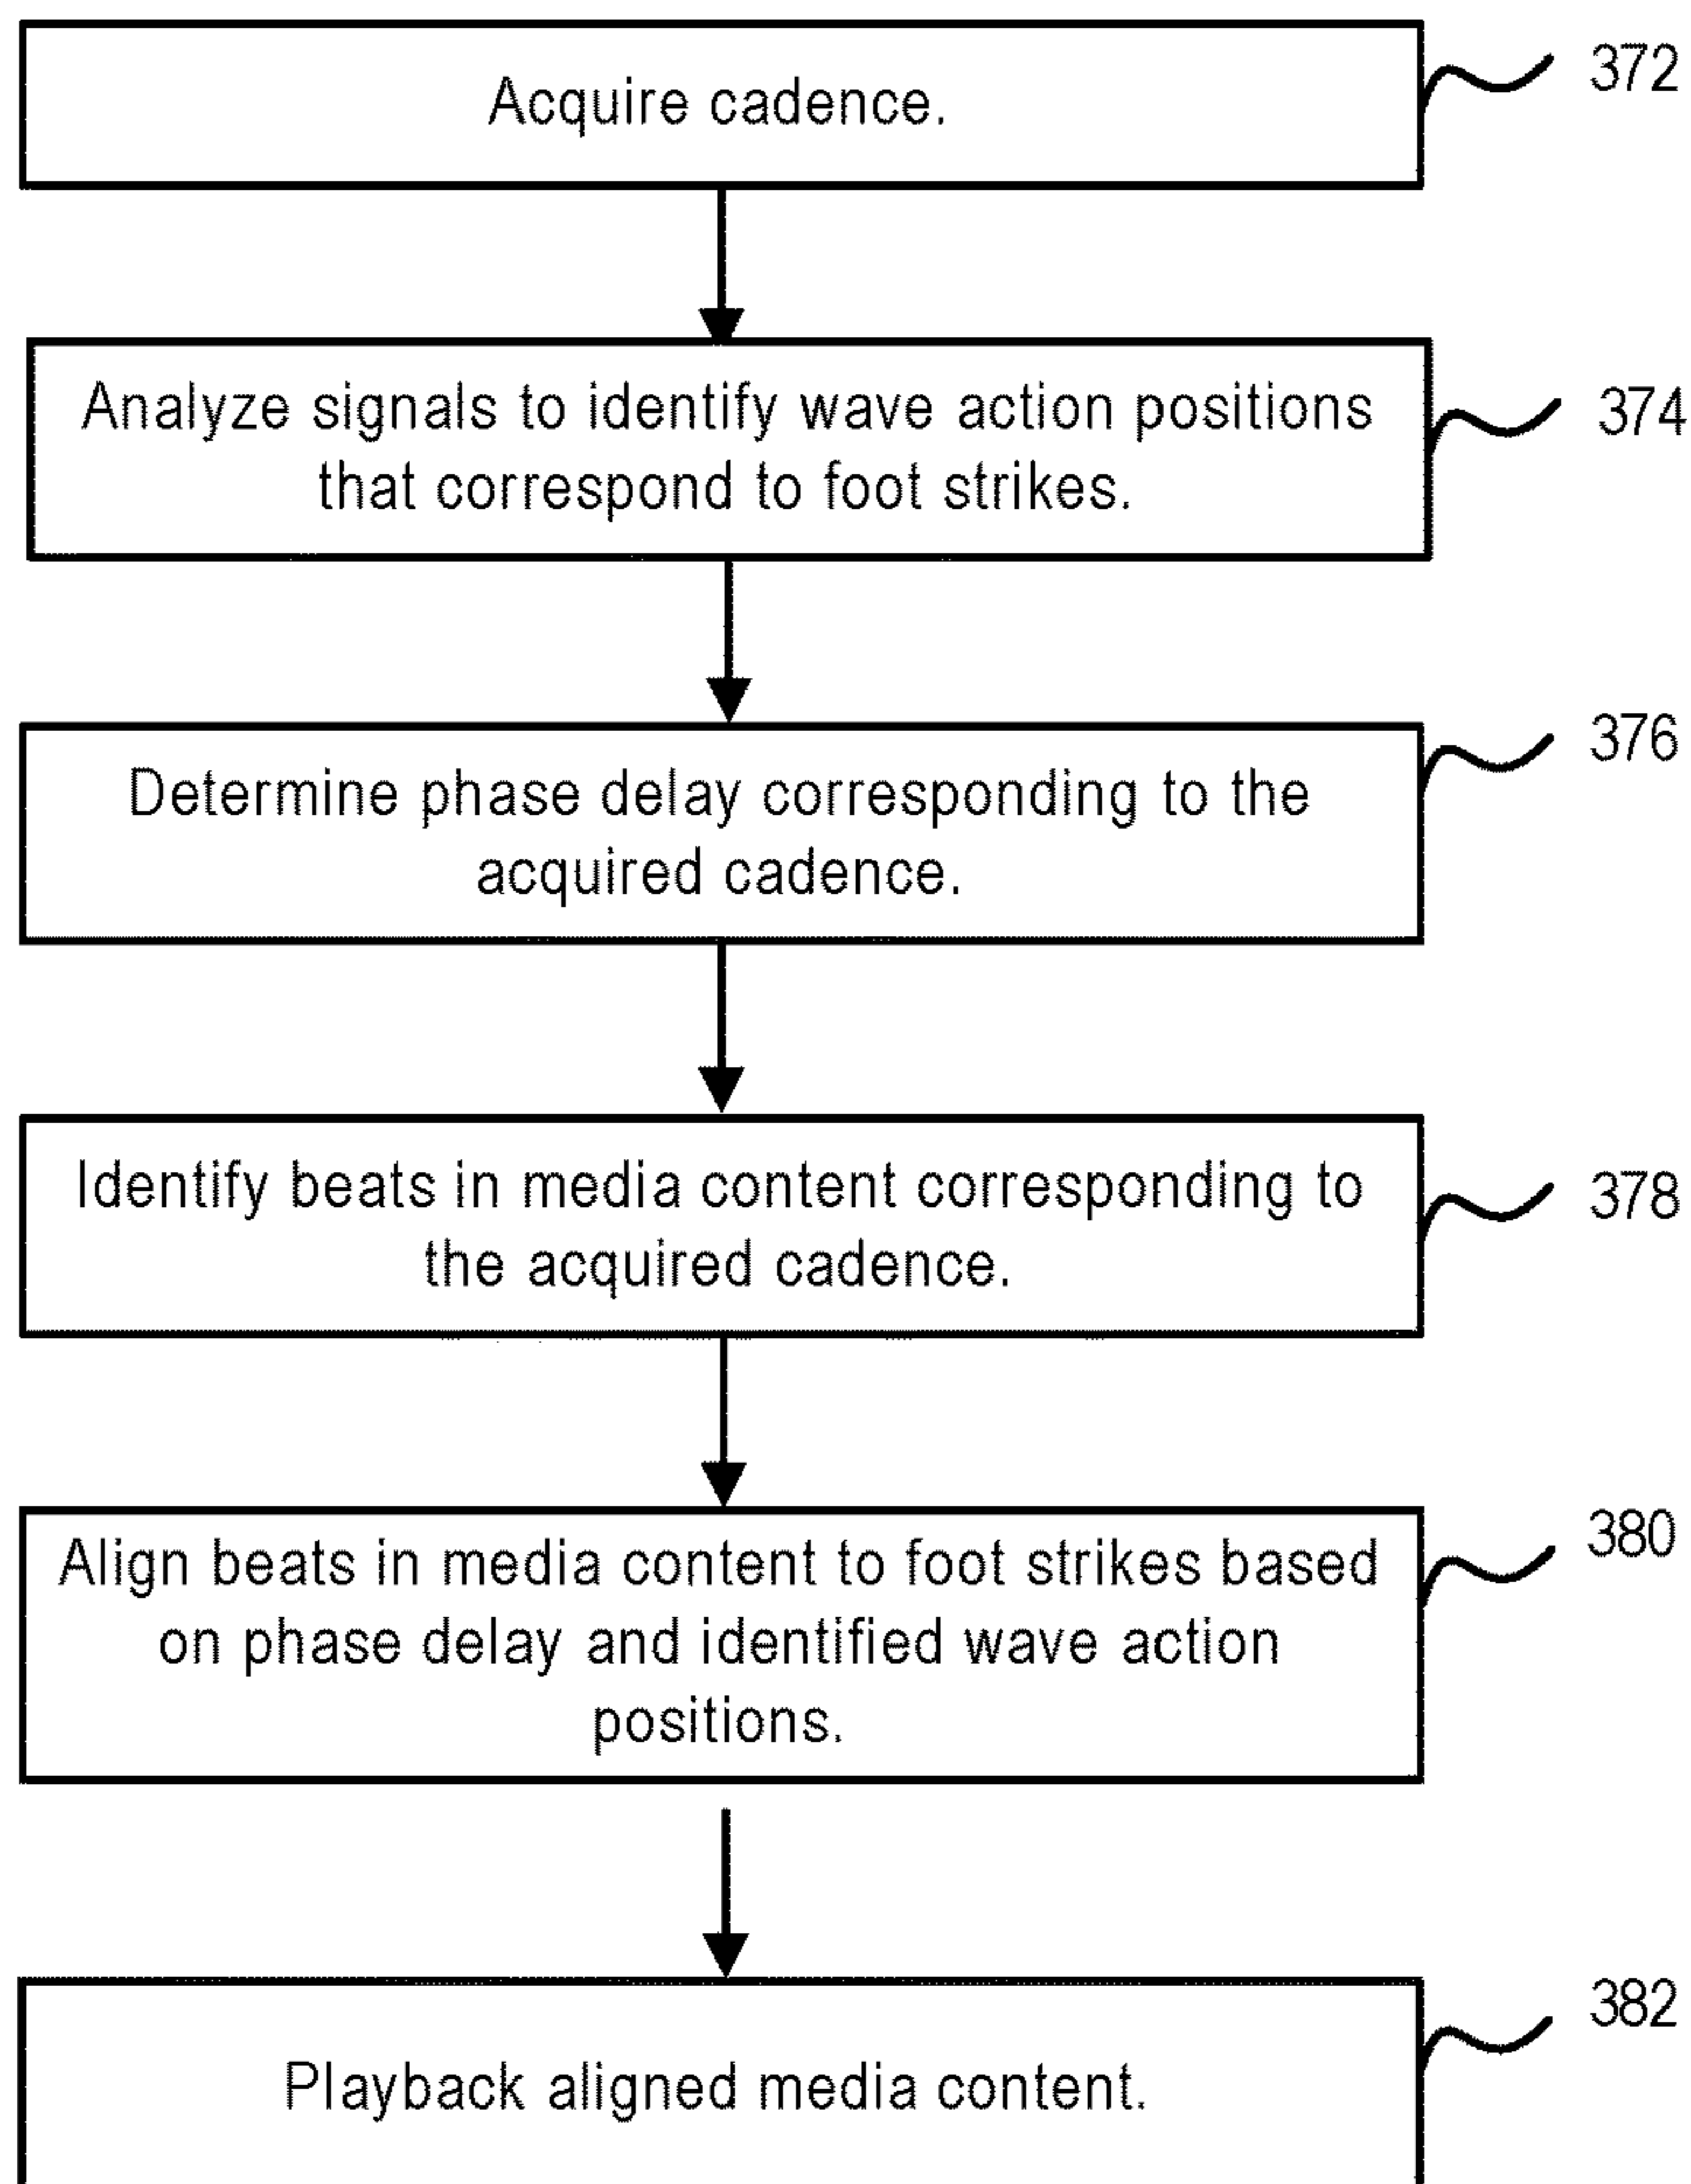 Acquire cadence.
372
Analyze signals to identify wave action positions
that correspond to foot strikes.
374
Determine phase delay corresponding to the
acquired cadence.
376
Identify beats in media content corresponding to
the acquired cadence.
378
Align beats in media content to foot strikes based
on phase delay and identified wave action
positions.
380
Playback aligned media content.
382